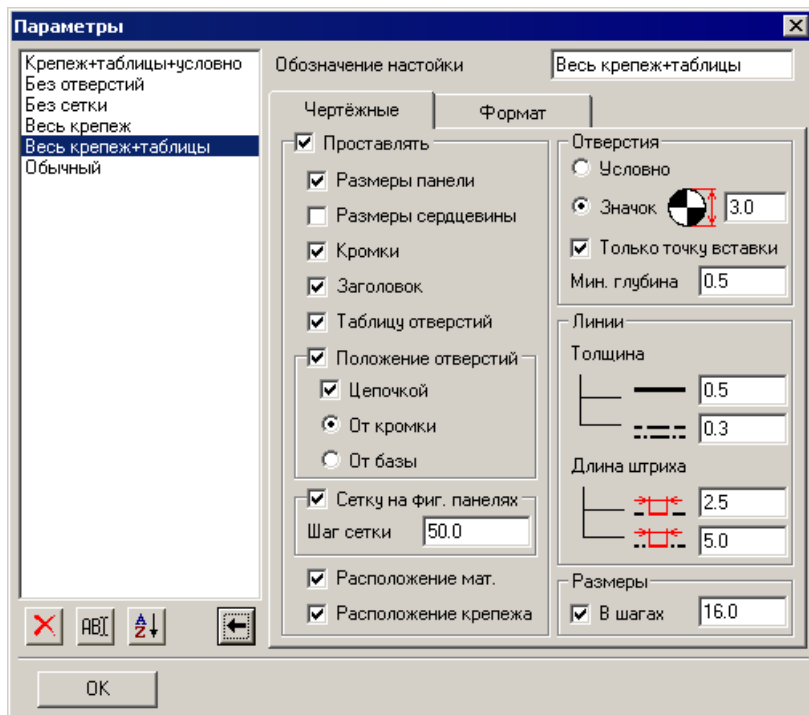 Параметры
Крепеж+таблицы+условно
Без отверстий
Без сетки
Весь крепеж
Весь крепеж+таблицы
Обычный
ABI
AZ
OK
Обозначение настойки
Весь крепеж+таблицы
Чертёжные
Формат
Проставлять
Размеры панели
Размеры сердцевины
Кромки
Заголовок
Таблицу отверстий
Положение отверстий
Цепочкой
От кромки
От базы
Сетку на фиг. панелях
Шаг сетки 50.0
Расположение мат.
Расположение крепежа
Отверстия
Условно
Значок 3.0
Только точку вставки
Мин. глубина 0.5
Линии
Толщина
0.5
0.3
Длина штриха
2.5
5.0
Размеры
В шагах 16.0